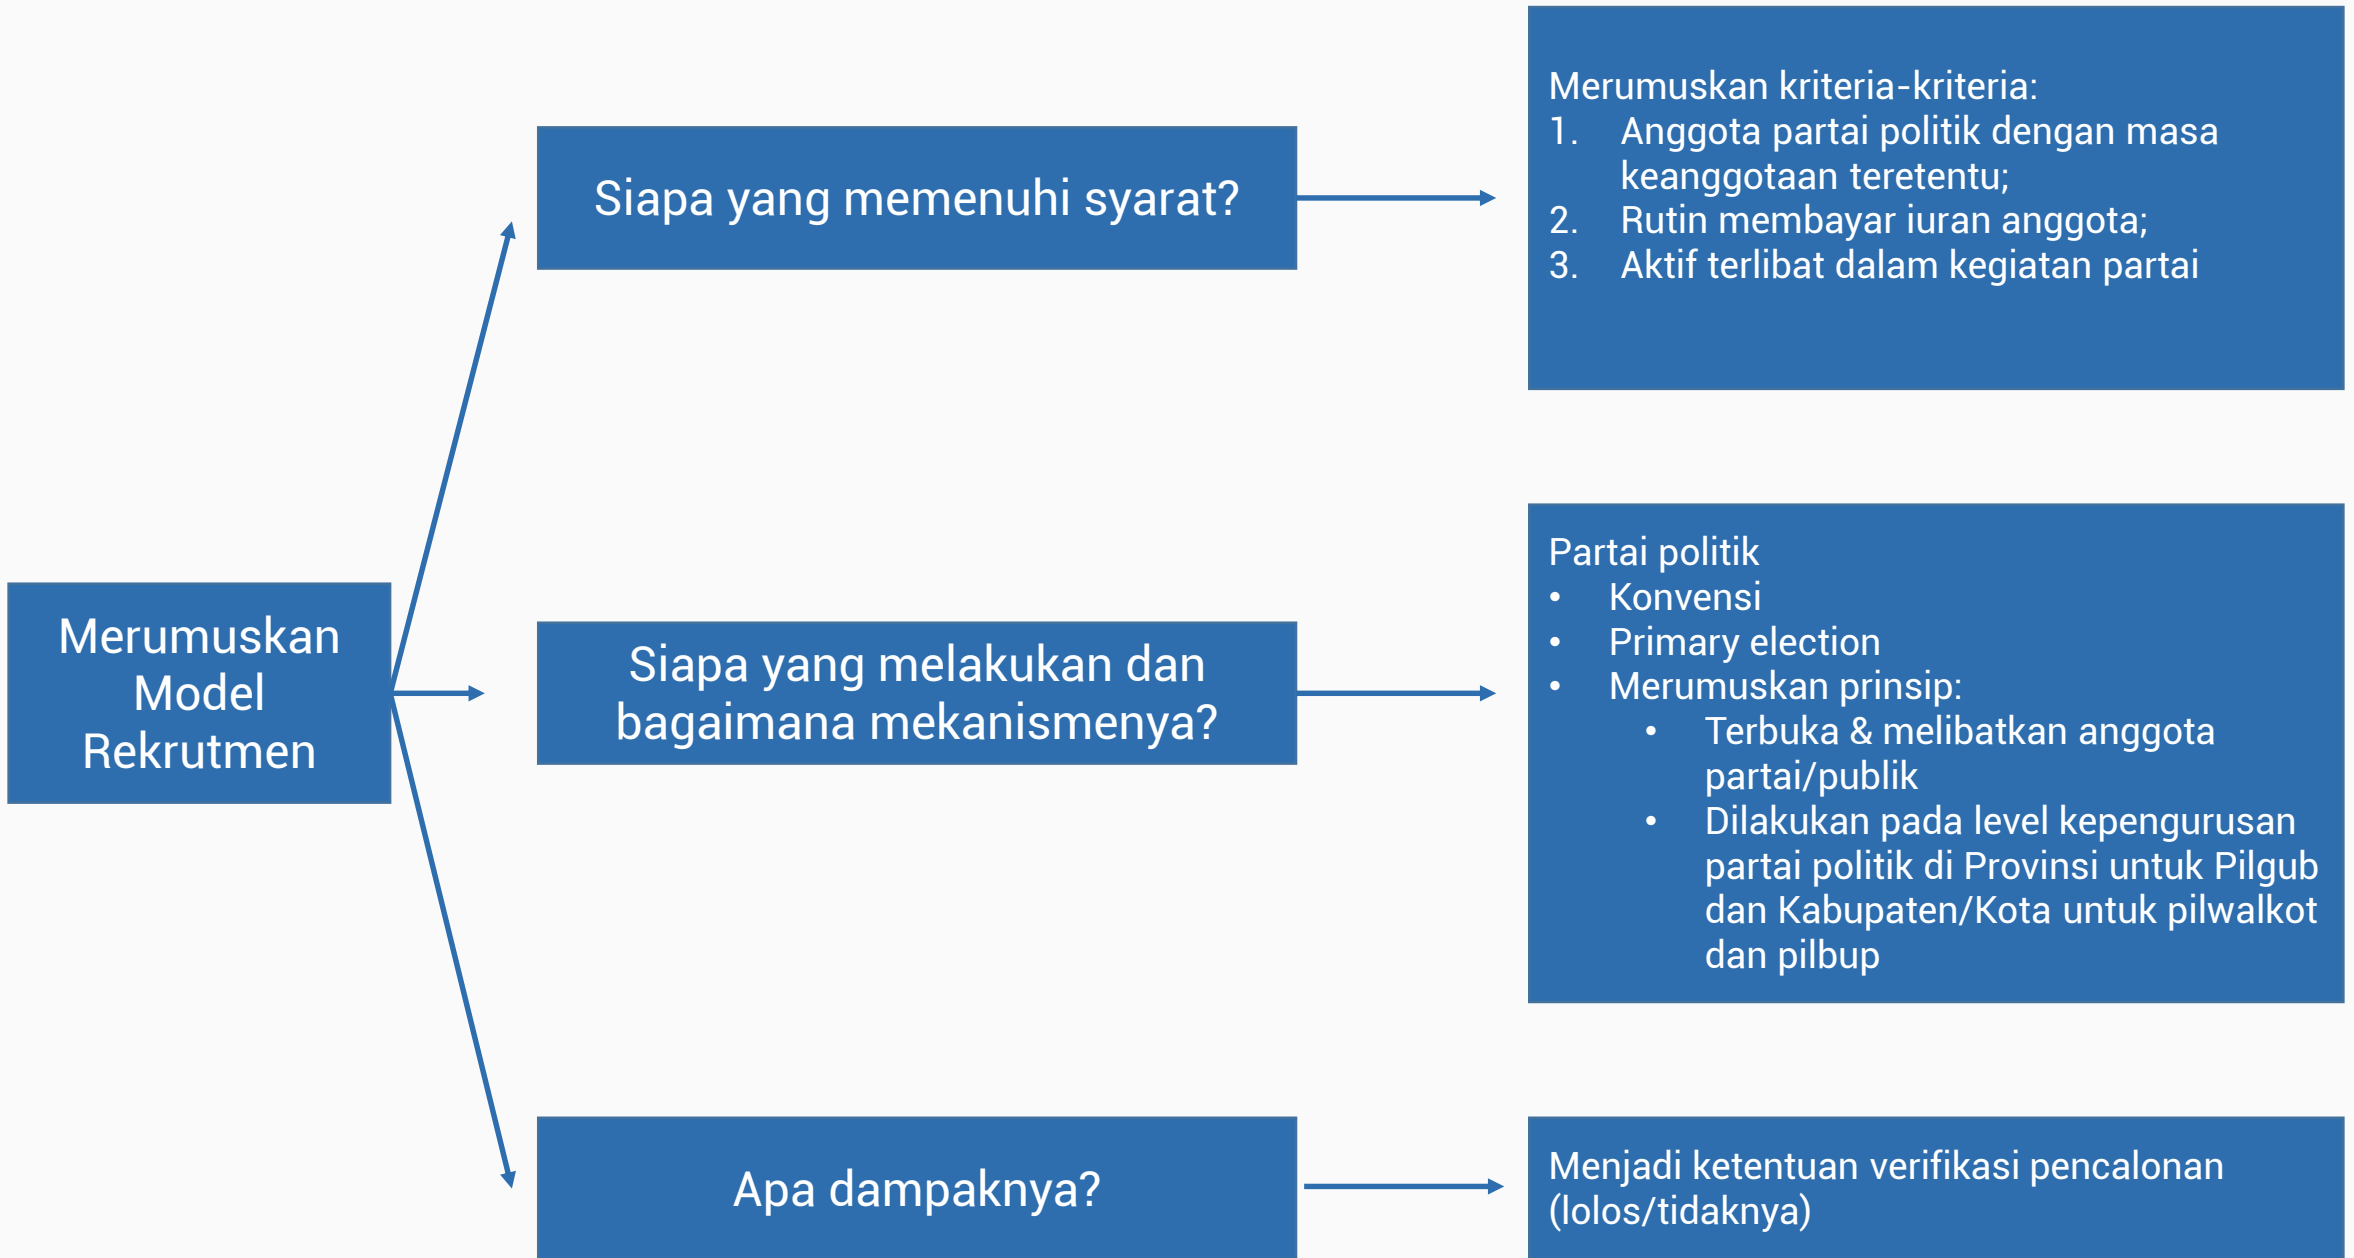 Merumuskan
Model
Rekrutmen
Siapa yang memenuhi syarat?
Merumuskan kriteria-kriteria:
1. Anggota partai politik dengan masa
keanggotaan teretentu;
2. Rutin membayar iuran anggota;
3. Aktif terlibat dalam kegiatan partai
Siapa yang melakukan dan
bagaimana mekanismenya?
Partai politik
• Konvensi
• Primary election
• Merumuskan prinsip:
• Terbuka & melibatkan anggota
partai/publik
• Dilakukan pada level kepengurusan
partai politik di Provinsi untuk Pilgub
dan Kabupaten/Kota untuk pilwalkot
dan pilbup
Apa dampaknya?
Menjadi ketentuan verifikasi pencalonan
(lolos/tidaknya)